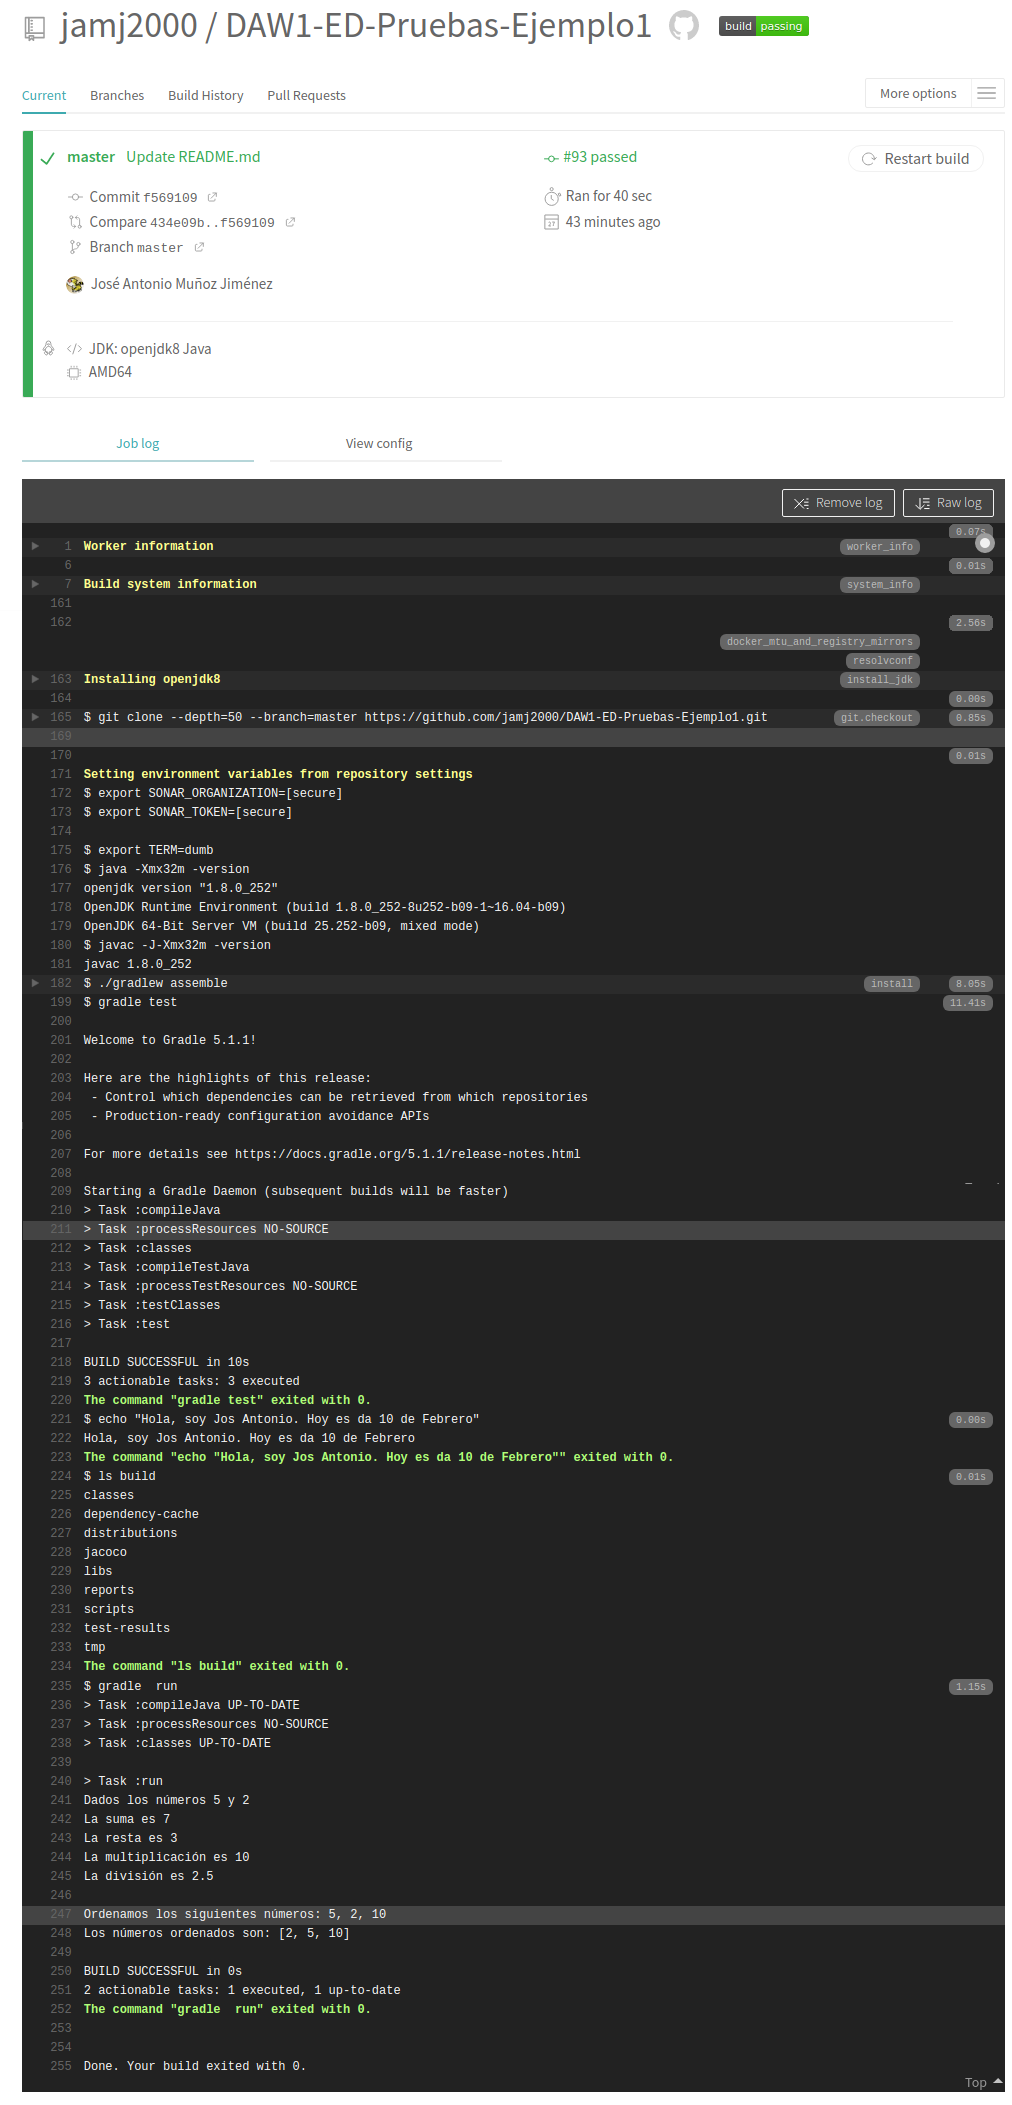 jamj2000 / DAW1-ED-Pruebas-Ejemplo1 build passing
Current Branches Build History Pull Requests More options
master Update README.md #93 passed Restart build
Commit f569109 Ran for 40 sec
Compare 434e09b..f569109 43 minutes ago
Branch master
José Antonio Muñoz Jiménez
JDK: openjdk8 Java
AMD64
Job log View config
Remove log Raw log
0.07s
1 Worker information worker_info
6 0.01s
7 Build system information system_info
161
162 2.56s
docker_mtu_and_registry_mirrors
resolvconf
163 Installing openjdk8 install_jdk
164 0.00s
165 $ git clone --depth=50 --branch=master https://github.com/jamj2000/DAW1-ED-Pruebas-Ejemplo1.git git.checkout 0.85s
169
170 0.01s
171 Setting environment variables from repository settings
172 $ export SONAR_ORGANIZATION=[secure]
173 $ export SONAR_TOKEN=[secure]
174
175 $ export TERM=dumb
176 $ java -Xmx32m -version
177 openjdk version "1.8.0_252"
178 OpenJDK Runtime Environment (build 1.8.0_252-8u252-b09-1~16.04-b09)
179 OpenJDK 64-Bit Server VM (build 25.252-b09, mixed mode)
180 $ javac -J-Xmx32m -version
181 javac 1.8.0_252
182 $ ./gradlew assemble install 8.05s
199 $ gradle test 11.41s
200
201 Welcome to Gradle 5.1.1!
202
203 Here are the highlights of this release:
204 - Control which dependencies can be retrieved from which repositories
205 - Production-ready configuration avoidance APIs
206
207 For more details see https://docs.gradle.org/5.1.1/release-notes.html
208
209 Starting a Gradle Daemon (subsequent builds will be faster)
210 > Task :compileJava
211 > Task :processResources NO-SOURCE
212 > Task :classes
213 > Task :compileTestJava
214 > Task :processTestResources NO-SOURCE
215 > Task :testClasses
216 > Task :test
217
218 BUILD SUCCESSFUL in 10s
219 3 actionable tasks: 3 executed
220 The command "gradle test" exited with 0.
221 $ echo "Hola, soy Jos Antonio. Hoy es da 10 de Febrero" 0.00s
222 Hola, soy Jos Antonio. Hoy es da 10 de Febrero
223 The command "echo "Hola, soy Jos Antonio. Hoy es da 10 de Febrero"" exited with 0.
224 $ ls build 0.01s
225 classes
226 dependency-cache
227 distributions
228 jacoco
229 libs
230 reports
231 scripts
232 test-results
233 tmp
234 The command "ls build" exited with 0.
235 $ gradle  run 1.15s
236 > Task :compileJava UP-TO-DATE
237 > Task :processResources NO-SOURCE
238 > Task :classes UP-TO-DATE
239
240 > Task :run
241 Dados los números 5 y 2
242 La suma es 7
243 La resta es 3
244 La multiplicación es 10
245 La división es 2.5
246
247 Ordenamos los siguientes números: 5, 2, 10
248 Los números ordenados son: [2, 5, 10]
249
250 BUILD SUCCESSFUL in 0s
251 2 actionable tasks: 1 executed, 1 up-to-date
252 The command "gradle  run" exited with 0.
253
254
255 Done. Your build exited with 0.
Top